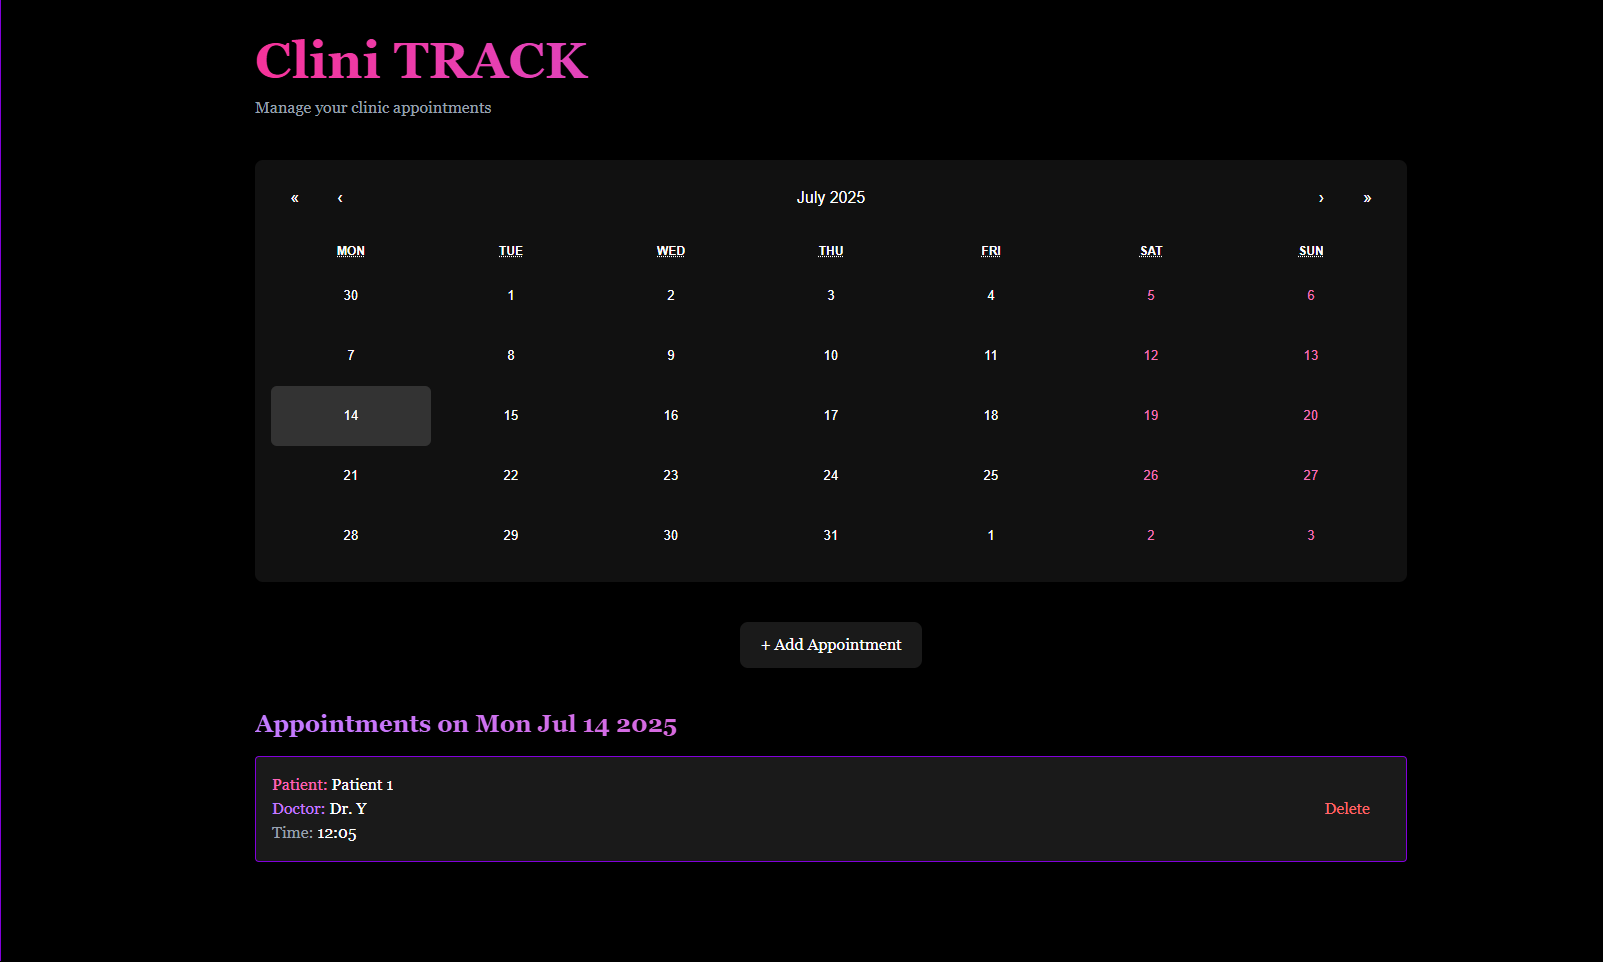 Clini TRACK
Manage your clinic appointments
« ‹ July 2025 › »
MON TUE WED THU FRI SAT SUN
30 1 2 3 4 5 6
7 8 9 10 11 12 13
14 15 16 17 18 19 20
21 22 23 24 25 26 27
28 29 30 31 1 2 3
+ Add Appointment
Appointments on Mon Jul 14 2025
Patient: Patient 1
Doctor: Dr. Y
Delete
Time: 12:05